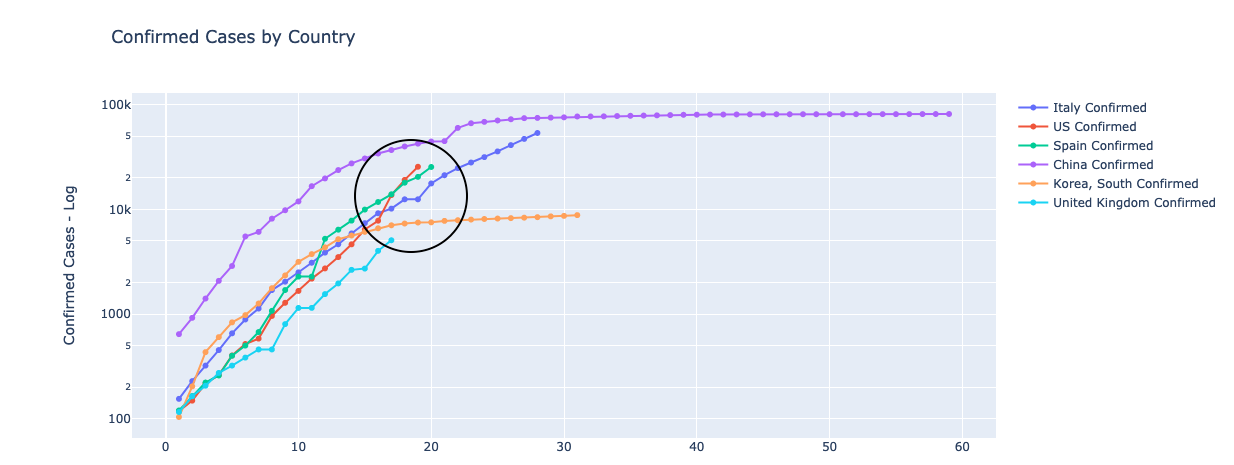 Confirmed Cases by Country
Confirmed Cases - Log
100k
5
2
10k
5
2
1000
5
2
100
0 10 20 30 40 50 60
Italy Confirmed
US Confirmed
Spain Confirmed
China Confirmed
Korea, South Confirmed
United Kingdom Confirmed